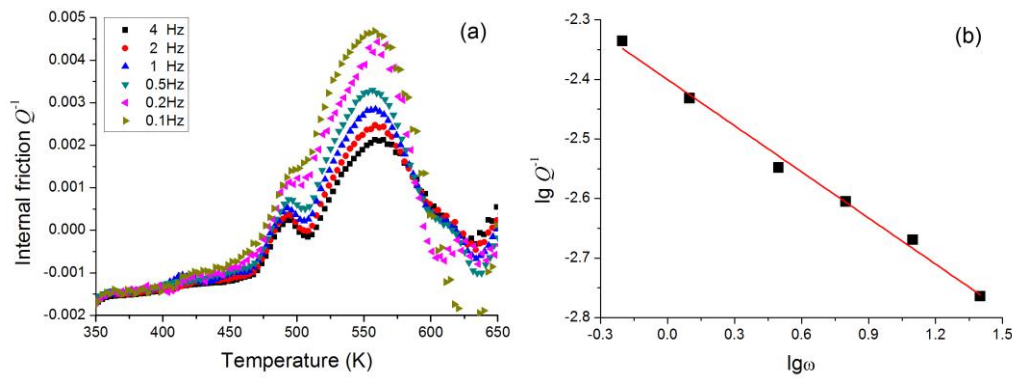 (a)
4 Hz
2 Hz
1 Hz
0.5Hz
0.2Hz
0.1Hz
Internal friction Q⁻¹
0.005
0.004
0.003
0.002
0.001
0.000
-0.001
-0.002
350 400 450 500 550 600 650
Temperature (K)
(b)
lg Q⁻¹
-2.3
-2.4
-2.5
-2.6
-2.7
-2.8
-0.3 0.0 0.3 0.6 0.9 1.2 1.5
lgω